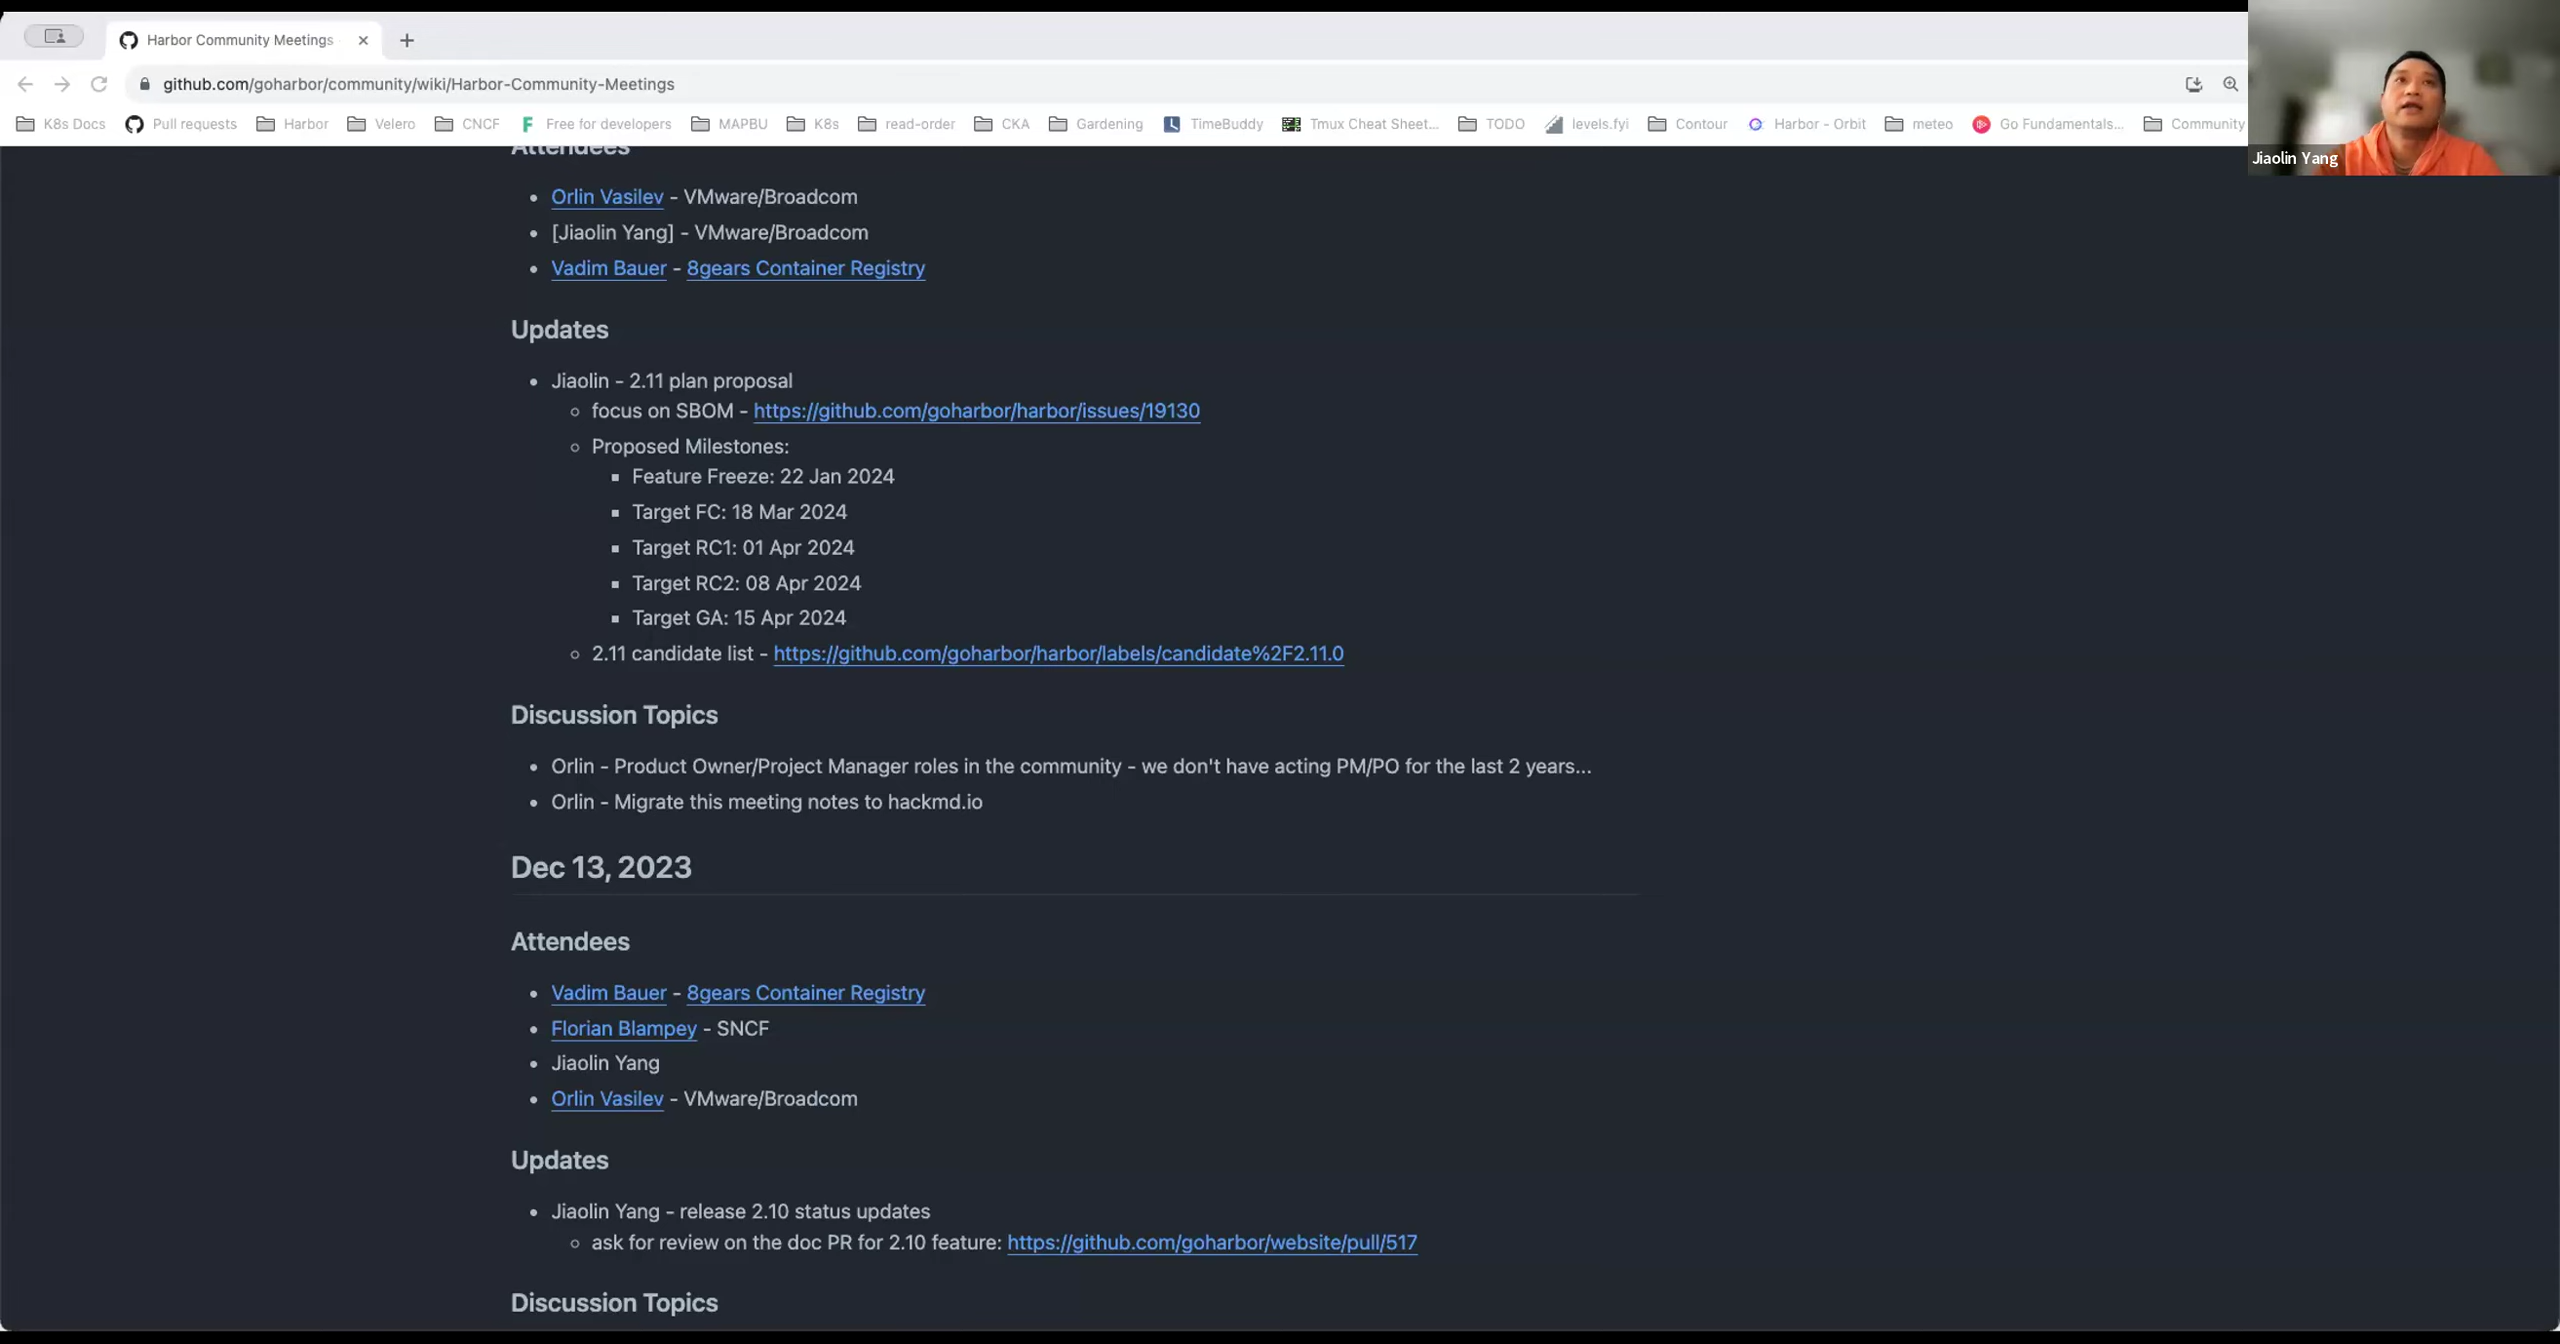 Harbor Community Meetings
github.com/goharbor/community/wiki/Harbor-Community-Meetings
K8s Docs Pull requests Harbor Velero CNCF Free for developers MAPBU K8s read-order CKA Gardening TimeBuddy Tmux Cheat Sheet... TODO levels.fyi Contour Harbor - Orbit meteo Go Fundamentals... Community
Jiaolin Yang
Attendees
Orlin Vasilev - VMware/Broadcom
[Jiaolin Yang] - VMware/Broadcom
Vadim Bauer - 8gears Container Registry
Updates
Jiaolin - 2.11 plan proposal
focus on SBOM - https://github.com/goharbor/harbor/issues/19130
Proposed Milestones:
Feature Freeze: 22 Jan 2024
Target FC: 18 Mar 2024
Target RC1: 01 Apr 2024
Target RC2: 08 Apr 2024
Target GA: 15 Apr 2024
2.11 candidate list - https://github.com/goharbor/harbor/labels/candidate%2F2.11.0
Discussion Topics
Orlin - Product Owner/Project Manager roles in the community - we don't have acting PM/PO for the last 2 years...
Orlin - Migrate this meeting notes to hackmd.io
Dec 13, 2023
Attendees
Vadim Bauer - 8gears Container Registry
Florian Blampey - SNCF
Jiaolin Yang
Orlin Vasilev - VMware/Broadcom
Updates
Jiaolin Yang - release 2.10 status updates
ask for review on the doc PR for 2.10 feature: https://github.com/goharbor/website/pull/517
Discussion Topics